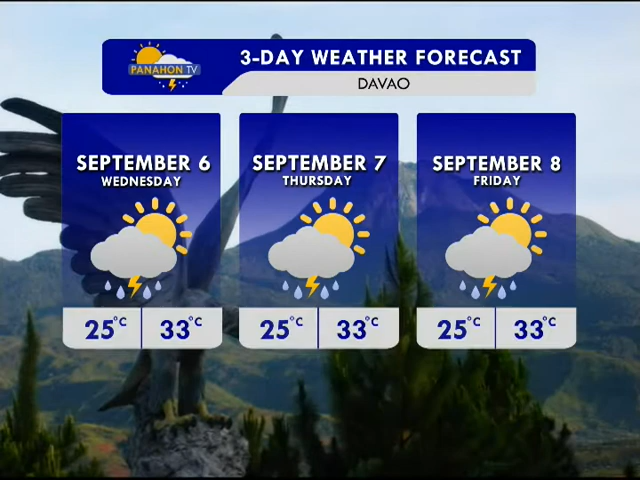 PANAHON TV
3-DAY WEATHER FORECAST
DAVAO
SEPTEMBER 6
WEDNESDAY
25°C
33°C
SEPTEMBER 7
THURSDAY
25°C
33°C
SEPTEMBER 8
FRIDAY
25°C
33°C